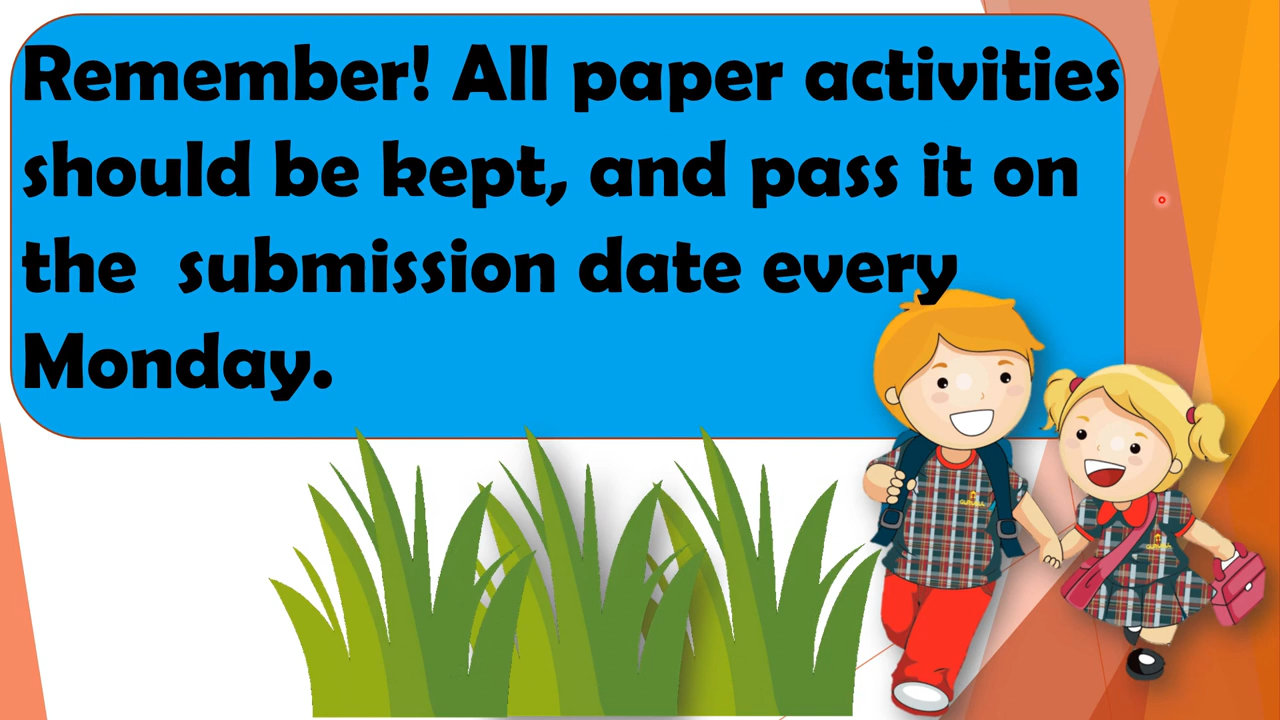 Remember! All paper activities
should be kept, and pass it on
the submission date every
Monday.